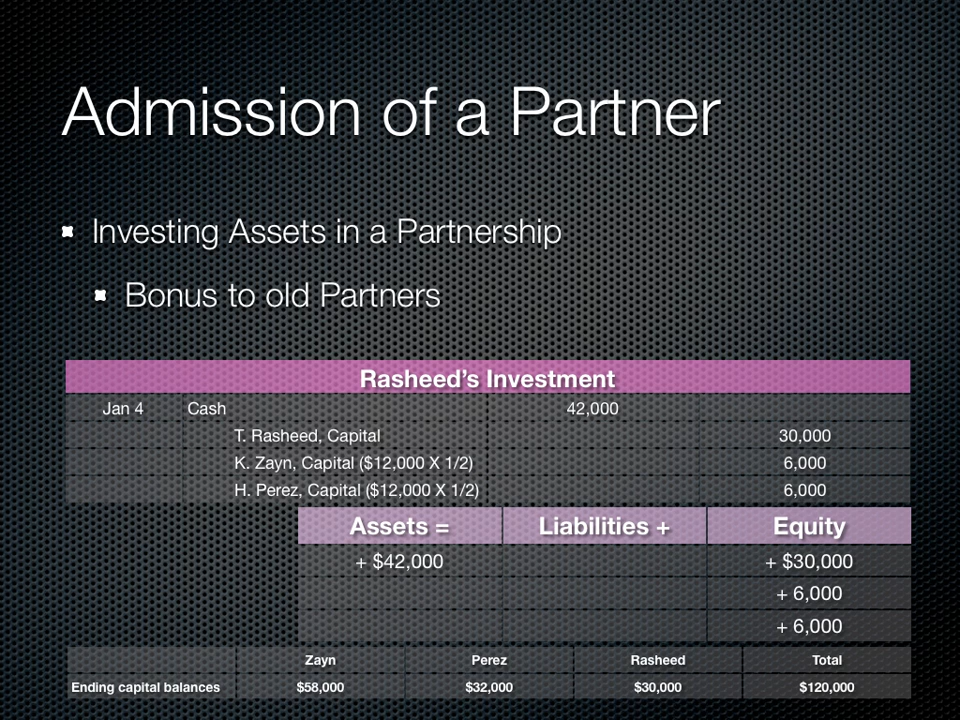 Admission of a Partner
Investing Assets in a Partnership
Bonus to old Partners
Rasheed’s Investment
Jan 4 Cash 42,000
T. Rasheed, Capital 30,000
K. Zayn, Capital ($12,000 X 1/2) 6,000
H. Perez, Capital ($12,000 X 1/2) 6,000
Assets = Liabilities + Equity
+ $42,000 + $30,000
+ 6,000
+ 6,000
Zayn Perez Rasheed Total
Ending capital balances $58,000 $32,000 $30,000 $120,000